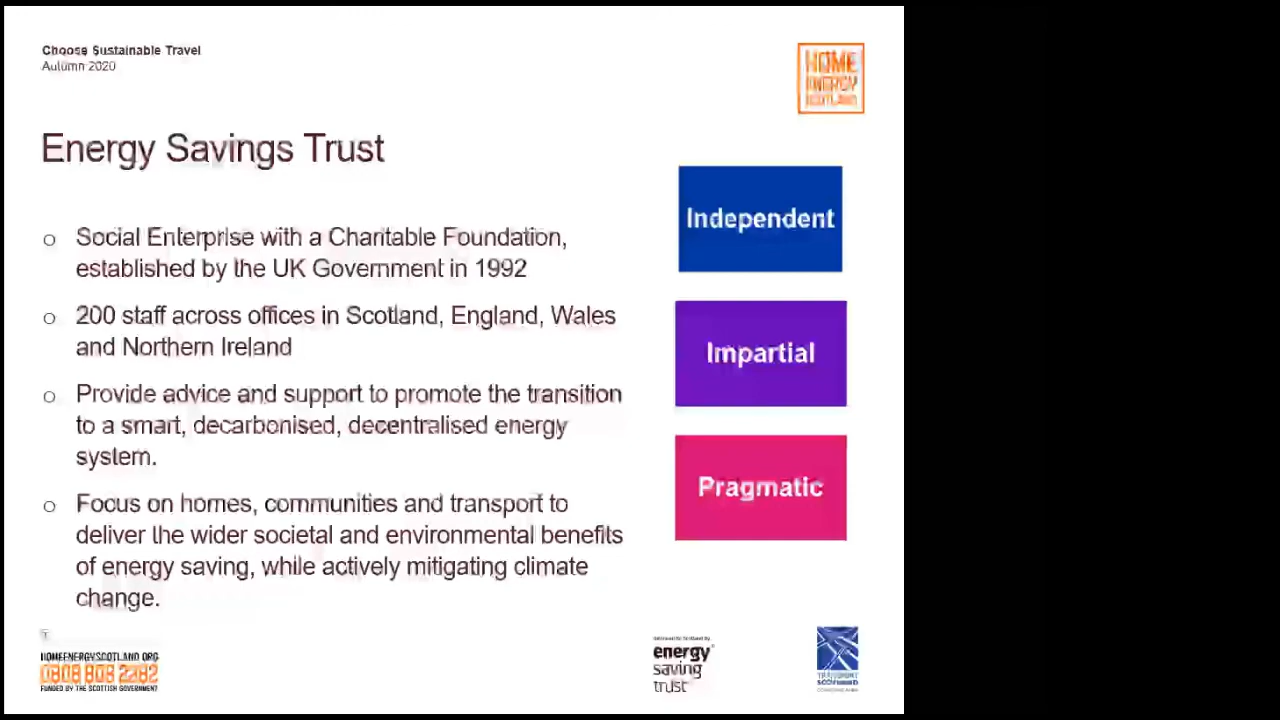 Choose Sustainable Travel
Autumn 2020
HOME
ENERGY
SCOTLAND
Energy Savings Trust
o Social Enterprise with a Charitable Foundation,
established by the UK Government in 1992
o 200 staff across offices in Scotland, England, Wales
and Northern Ireland
o Provide advice and support to promote the transition
to a smart, decarbonised, decentralised energy
system.
o Focus on homes, communities and transport to
deliver the wider societal and environmental benefits
of energy saving, while actively mitigating climate
change.
Independent
Impartial
Pragmatic
HOMEENERGYSCOTLAND.ORG
0808 808 2282
FUNDED BY THE SCOTTISH GOVERNMENT
energy
saving
trust
TRANSPORT
SCOTLAND